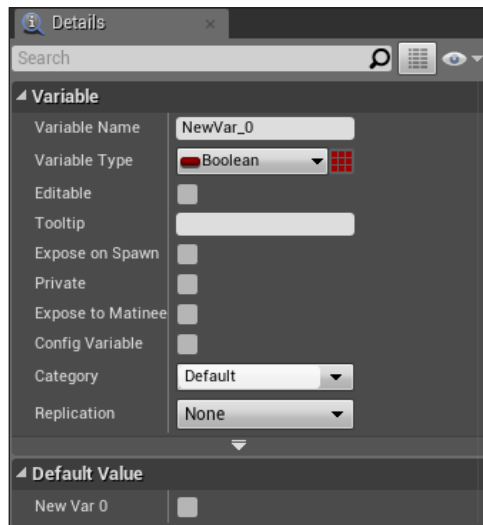 Details
Search
Variable
Variable Name NewVar_0
Variable Type Boolean
Editable
Tooltip
Expose on Spawn
Private
Expose to Matinee
Config Variable
Category Default
Replication None
Default Value
New Var 0